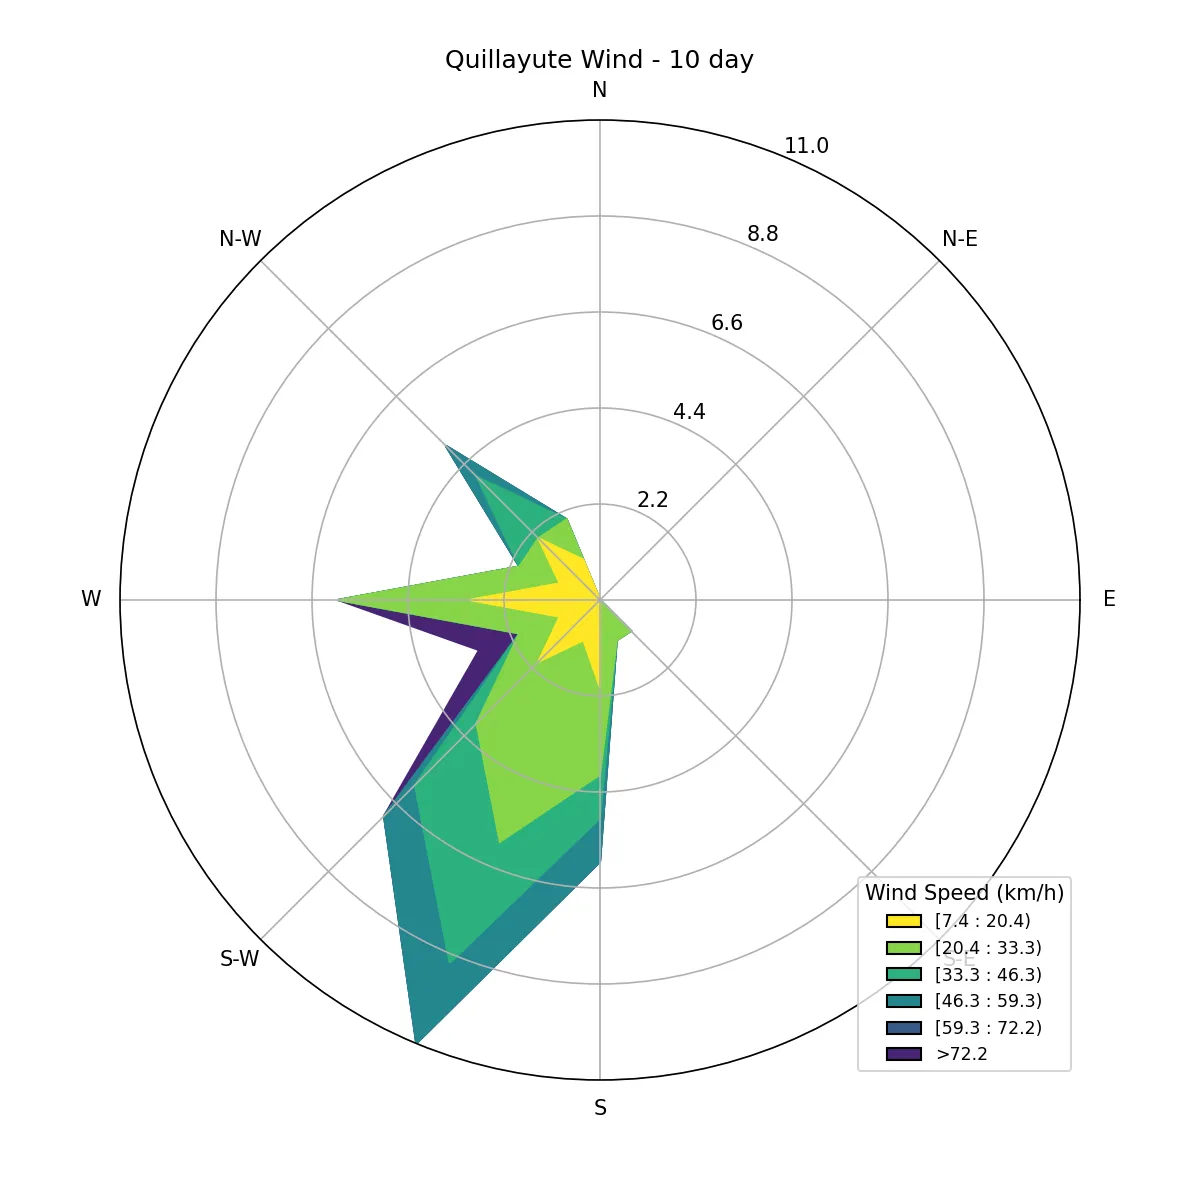 Quillayute Wind - 10 day
N
11.0
N-W
8.8
N-E
6.6
4.4
2.2
W
E
Wind Speed (km/h)
[7.4 : 20.4)
[20.4 : 33.3)
S-W
S-E
[33.3 : 46.3)
[46.3 : 59.3)
[59.3 : 72.2)
>72.2
S